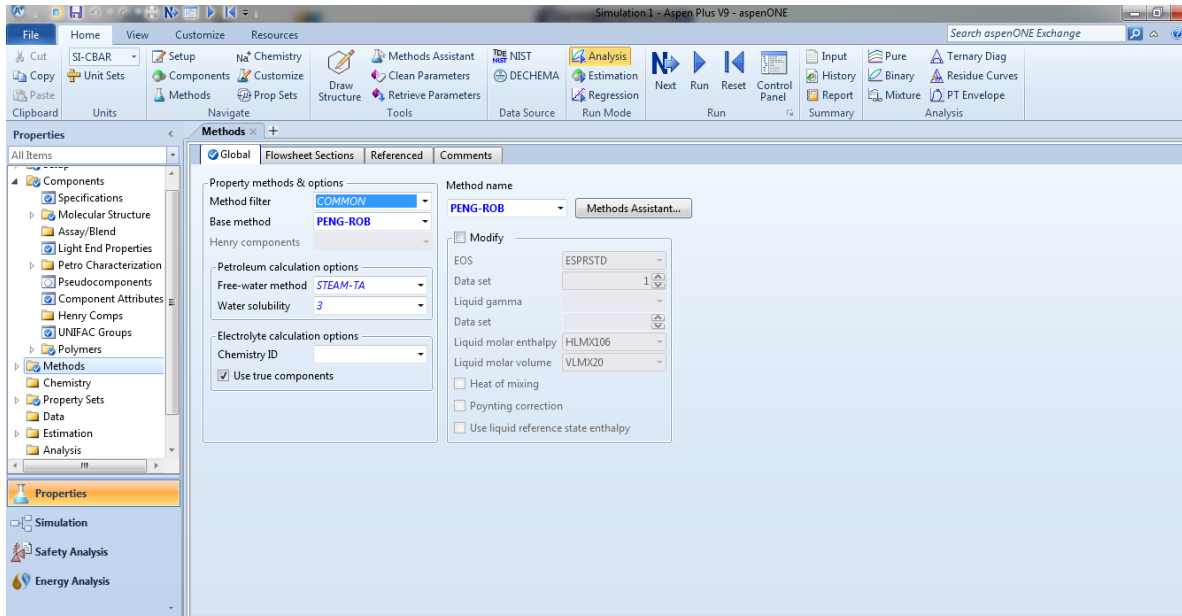 Simulation 1 - Aspen Plus V9 - aspenONE
File Home View Customize Resources Search aspenONE Exchange
Cut SI-CBAR Setup Na+ Chemistry Methods Assistant NIST Analysis Input Pure Ternary Diag
Copy Unit Sets Components Customize Clean Parameters DECHEMA Estimation History Binary Residue Curves
Paste Methods Prop Sets Draw Structure Retrieve Parameters Regression Next Run Reset Control Panel Report Mixture PT Envelope
Clipboard Units Navigate Tools Data Source Run Mode Run Summary Analysis
Properties
All Items
Components
Specifications
Molecular Structure
Assay/Blend
Light End Properties
Petro Characterization
Pseudocomponents
Component Attributes
Henry Comps
UNIFAC Groups
Polymers
Methods
Chemistry
Property Sets
Data
Estimation
Analysis
Properties
Simulation
Safety Analysis
Energy Analysis
Methods
Global Flowsheet Sections Referenced Comments
Property methods & options
Method filter COMMON
Base method PENG-ROB
Henry components
Petroleum calculation options
Free-water method STEAM-TA
Water solubility 3
Electrolyte calculation options
Chemistry ID
Use true components
Method name
PENG-ROB Methods Assistant...
Modify
EOS ESPRSTD
Data set 1
Liquid gamma
Data set
Liquid molar enthalpy HLMX106
Liquid molar volume VLMX20
Heat of mixing
Poynting correction
Use liquid reference state enthalpy